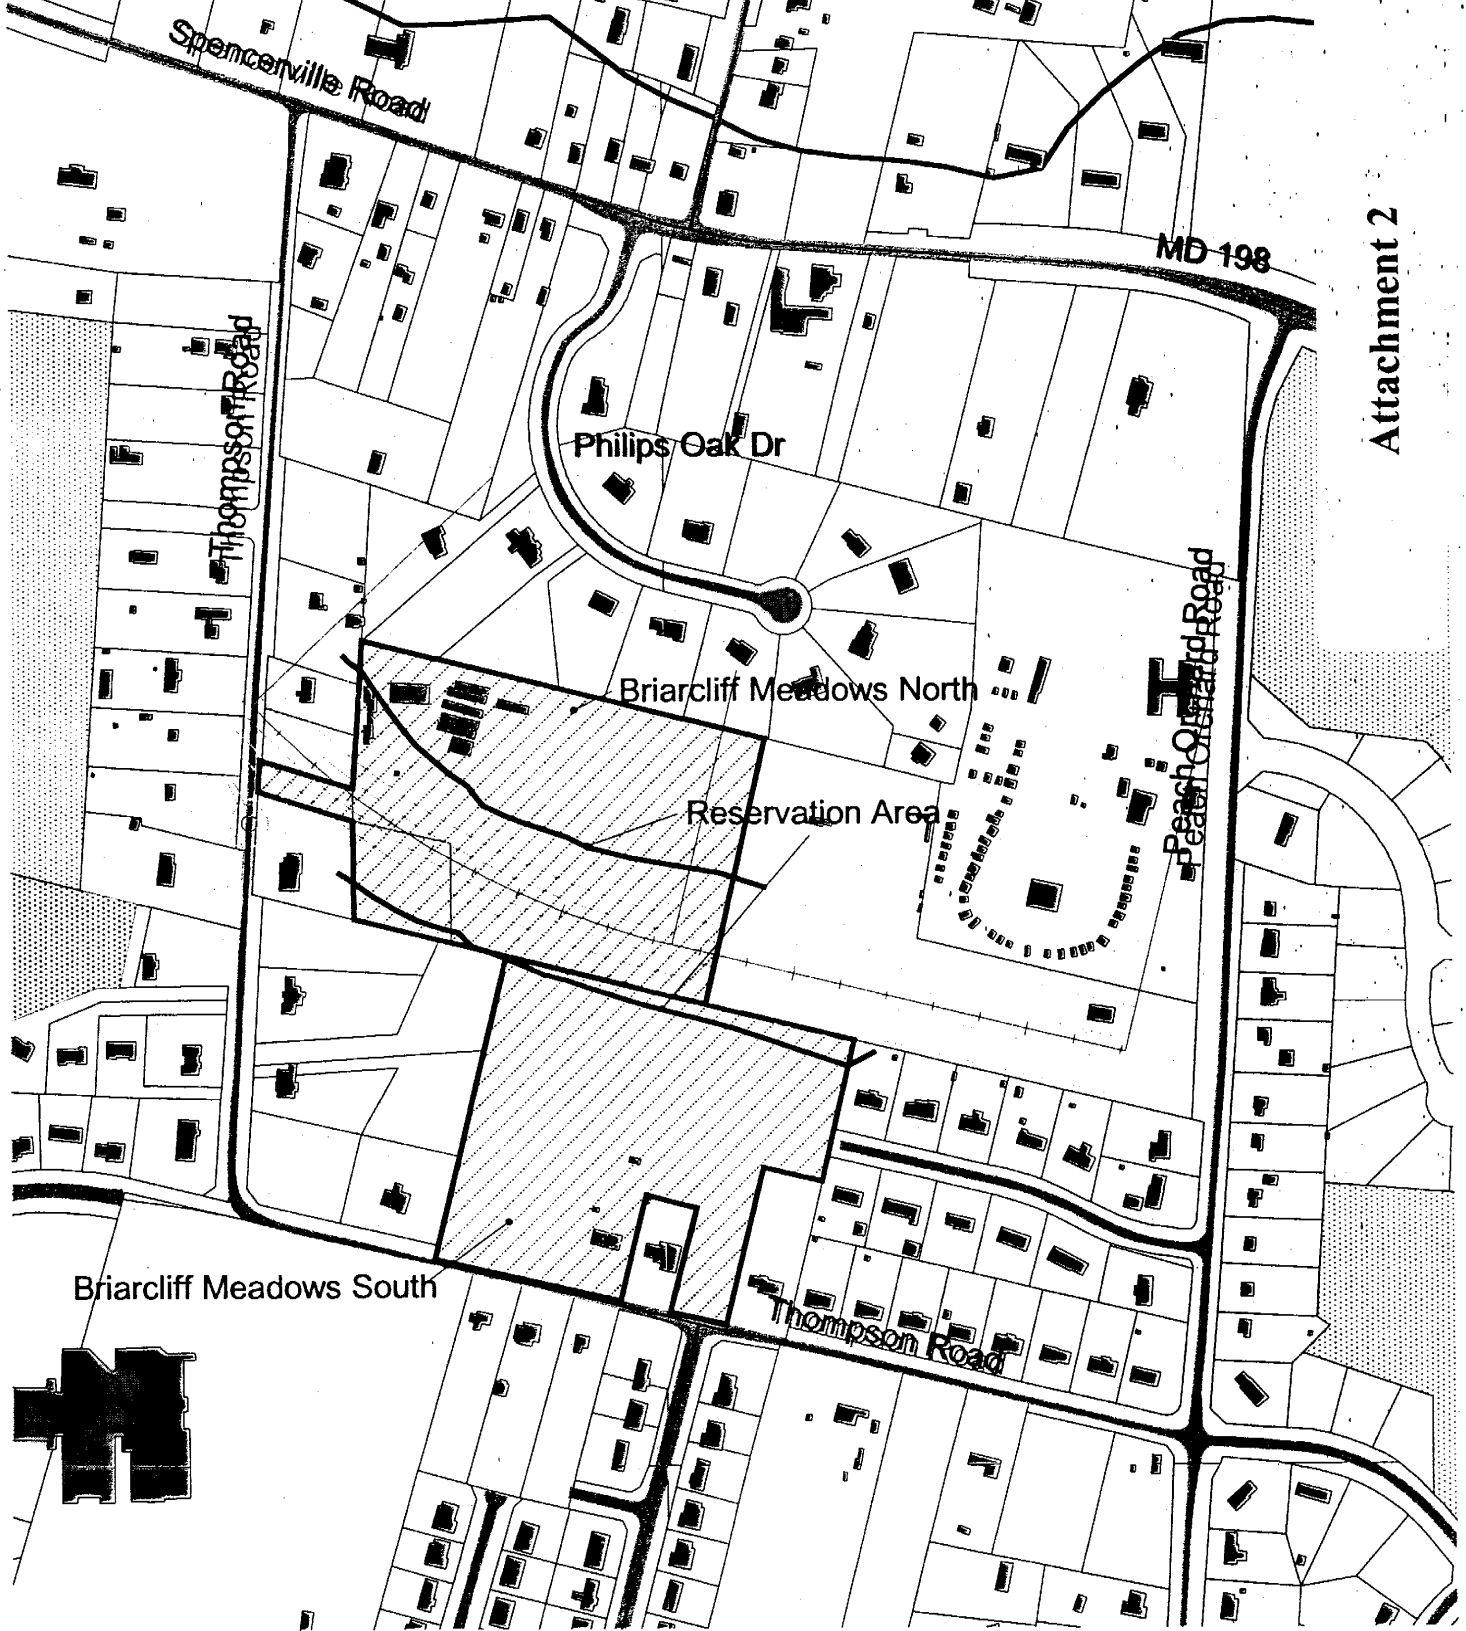 Spencerville Road
MD 198
Attachment 2
Thompson Road
Philips Oak Dr
Peach Orchard Road
Briarcliff Meadows North
Reservation Area
Briarcliff Meadows South
Thompson Road